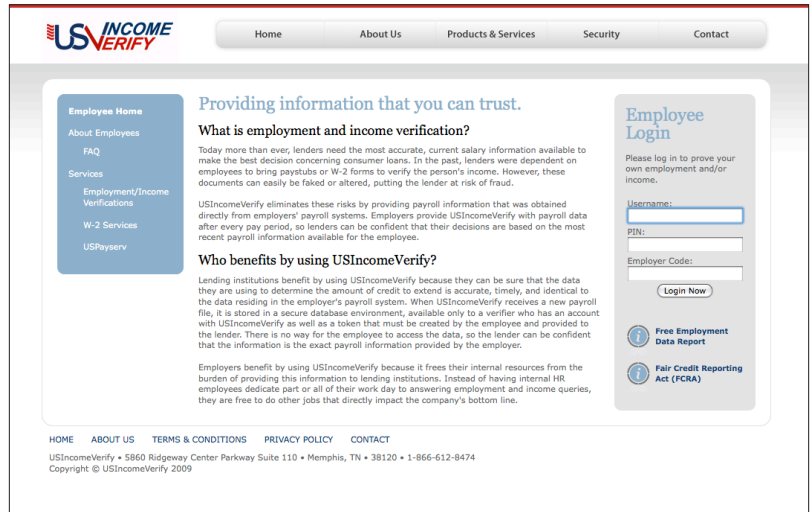 USINCOME
VERIFY
Home About Us Products & Services Security Contact
Employee Home
About Employees
FAQ
Services
Employment/Income
Verifications
W-2 Services
USPayserv
Providing information that you can trust.
What is employment and income verification?
Today more than ever, lenders need the most accurate, current salary information available to
make the best decision concerning consumer loans. In the past, lenders were dependent on
employees to bring paystubs or W-2 forms to verify the person's income. However, these
documents can easily be faked or altered, putting the lender at risk of fraud.
USIncomeVerify eliminates these risks by providing payroll information that was obtained
directly from employers' payroll systems. Employers provide USIncomeVerify with payroll data
after every pay period, so lenders can be confident that their decisions are based on the most
recent payroll information available for the employee.
Who benefits by using USIncomeVerify?
Lending institutions benefit by using USIncomeVerify because they can be sure that the data
they are using to determine the amount of credit to extend is accurate, timely, and identical to
the data residing in the employer's payroll system. When USIncomeVerify receives a new payroll
file, it is stored in a secure database environment, available only to a verifier who has an account
with USIncomeVerify as well as a token that must be created by the employee and provided to
the lender. There is no way for the employee to access the data, so the lender can be confident
that the information is the exact payroll information provided by the employer.
Employers benefit by using USIncomeVerify because it frees their internal resources from the
burden of providing this information to lending institutions. Instead of having internal HR
employees dedicate part or all of their work day to answering employment and income queries,
they are free to do other jobs that directly impact the company's bottom line.
Employee
Login
Please log in to prove your
own employment and/or
income.
Username:
PIN:
Employer Code:
Login Now
Free Employment
Data Report
Fair Credit Reporting
Act (FCRA)
HOME ABOUT US TERMS & CONDITIONS PRIVACY POLICY CONTACT
USIncomeVerify • 5860 Ridgeway Center Parkway Suite 110 • Memphis, TN • 38120 • 1-866-612-8474
Copyright © USIncomeVerify 2009